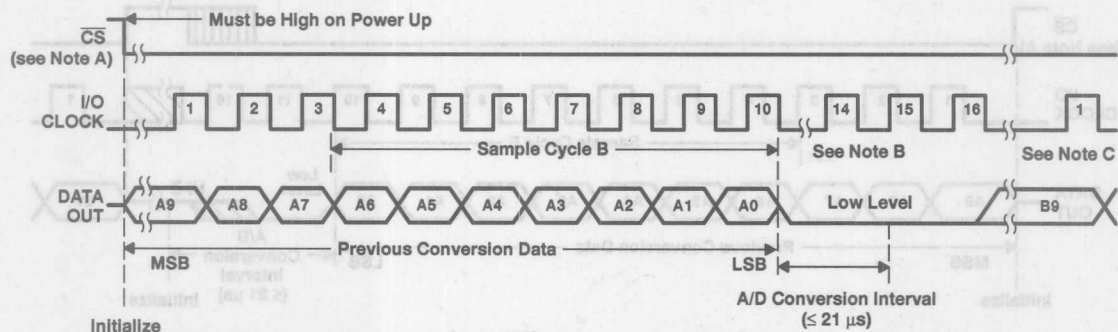 Must be High on Power Up
CS
(see Note A)
I/O
CLOCK
1 2 3 4 5 6 7 8 9 10 14 15 16 1
Sample Cycle B
See Note B
See Note C
DATA
OUT
A9 A8 A7 A6 A5 A4 A3 A2 A1 A0 Low Level B9
Previous Conversion Data
MSB
LSB
A/D Conversion Interval
(≤ 21 μs)
Initialize